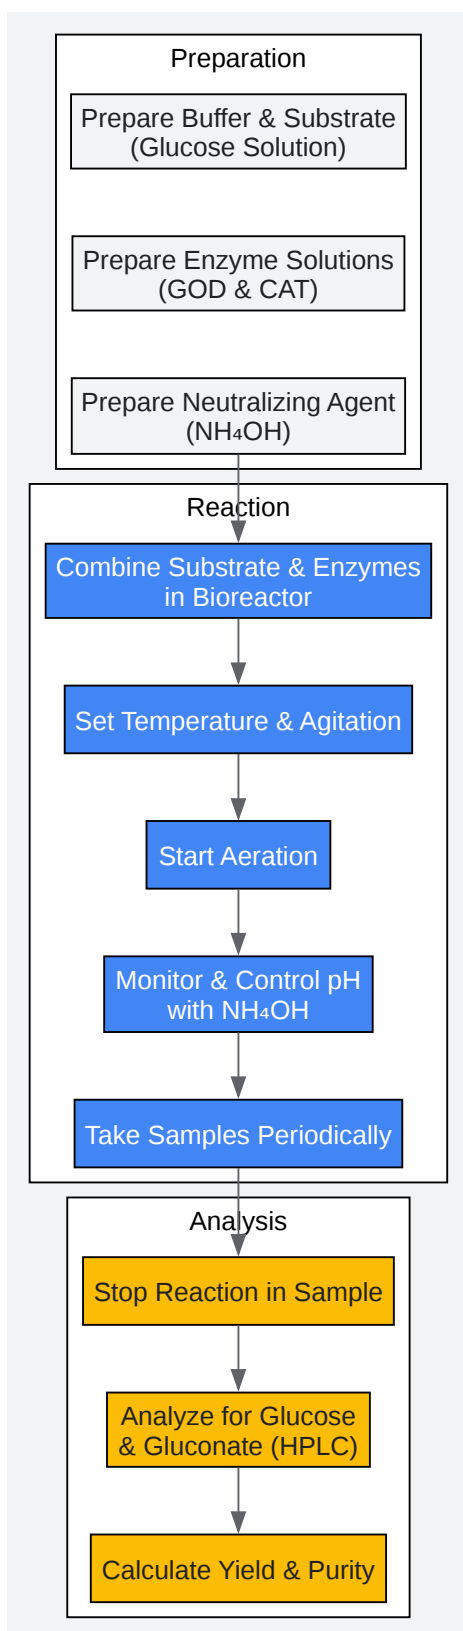 Preparation
Prepare Buffer & Substrate
(Glucose Solution)
Prepare Enzyme Solutions
(GOD & CAT)
Prepare Neutralizing Agent
(NH₄OH)
Reaction
Combine Substrate & Enzymes
in Bioreactor
Set Temperature & Agitation
Start Aeration
Monitor & Control pH
with NH₄OH
Take Samples Periodically
Analysis
Stop Reaction in Sample
Analyze for Glucose
& Gluconate (HPLC)
Calculate Yield & Purity